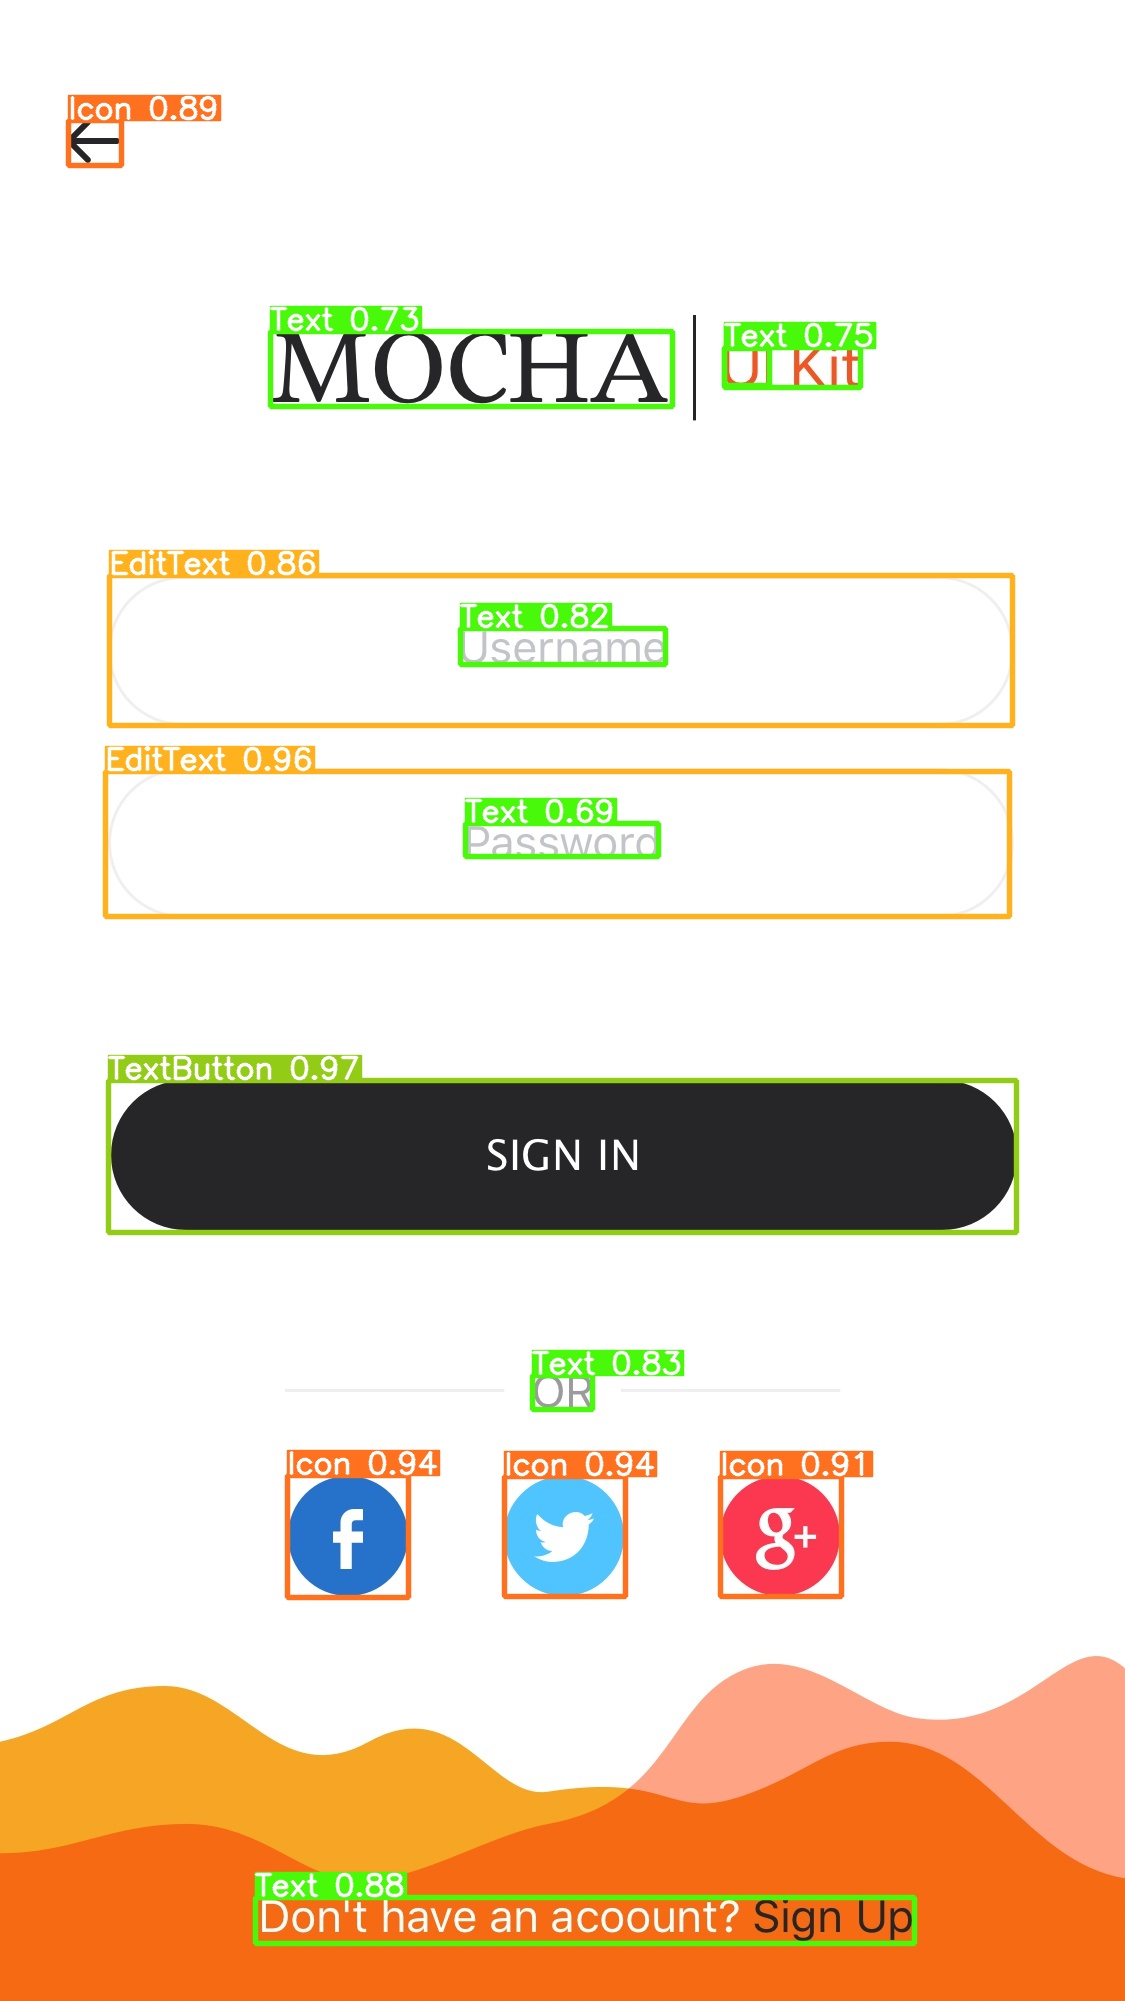 Icon 0.89
Text 0.73
Text 0.75
MOCHA
UI Kit
EditText 0.86
Text 0.82
Username
EditText 0.96
Text 0.69
Password
TextButton 0.97
SIGN IN
Text 0.83
OR
Icon 0.94
Icon 0.94
Icon 0.91
f
g+
Text 0.88
Don't have an acoount? Sign Up